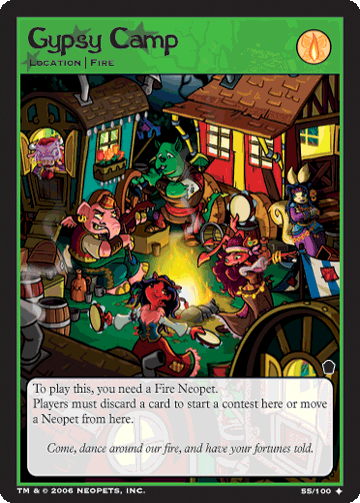 Gypsy Camp
Location | Fire
To play this, you need a Fire Neopet.
Players must discard a card to start a contest here or move
a Neopet from here.
Come, dance around our fire, and have your fortunes told.
TM & © 2006 NEOPETS, INC.
55/100 ◆